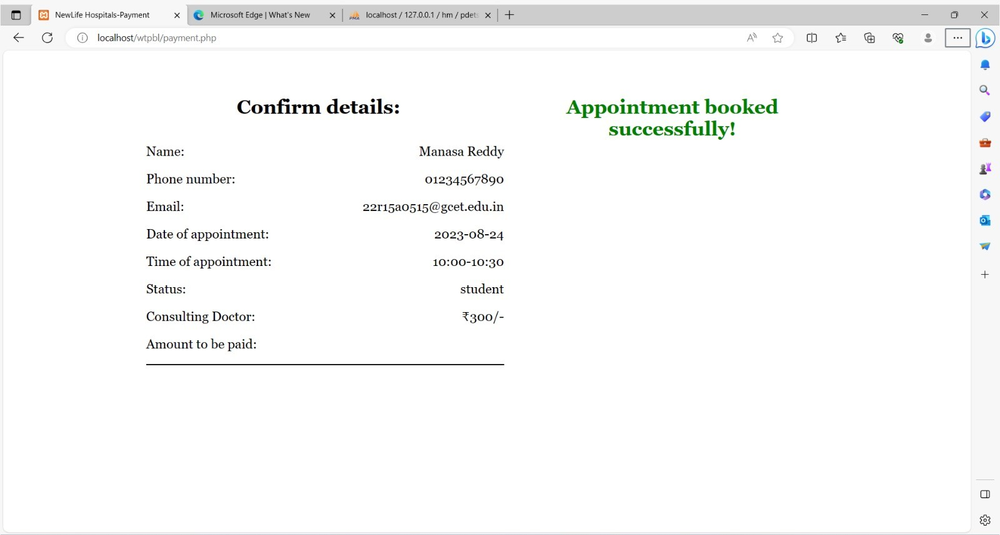 NewLife Hospitals-Payment
Microsoft Edge | What's New
localhost / 127.0.0.1 / hm / pdets
localhost/wtpbl/payment.php
Confirm details:
Name: Manasa Reddy
Phone number: 01234567890
Email: 22r15a0515@gcet.edu.in
Date of appointment: 2023-08-24
Time of appointment: 10:00-10:30
Status: student
Consulting Doctor: ₹300/-
Amount to be paid:
Appointment booked
successfully!